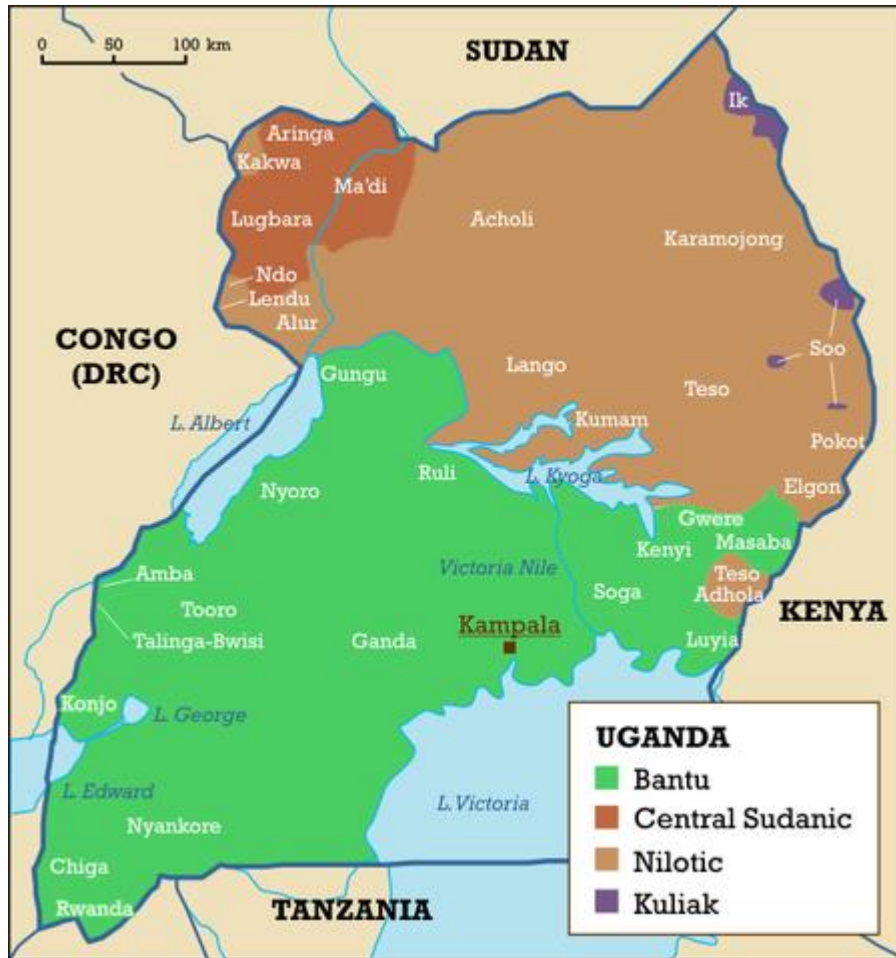 0 50 100 km
SUDAN
Ik
Aringa
Kakwa
Ma'di
Lugbara
Acholi
Karamojong
Ndo
Lendu
Alur
CONGO
(DRC)
Soo
Gungu
Lango
Teso
L. Albert
Kumam
Pokot
Ruli
L. Kyoga
Nyoro
Elgon
Gwere
Kenyi
Masaba
Victoria Nile
Amba
Teso
Adhola
Soga
Tooro
KENYA
Kampala
Talinga-Bwisi
Ganda
Luyia
Konjo
L. George
UGANDA
Bantu
L. Edward
L. Victoria
Central Sudanic
Nyankore
Nilotic
Chiga
Kuliak
Rwanda
TANZANIA